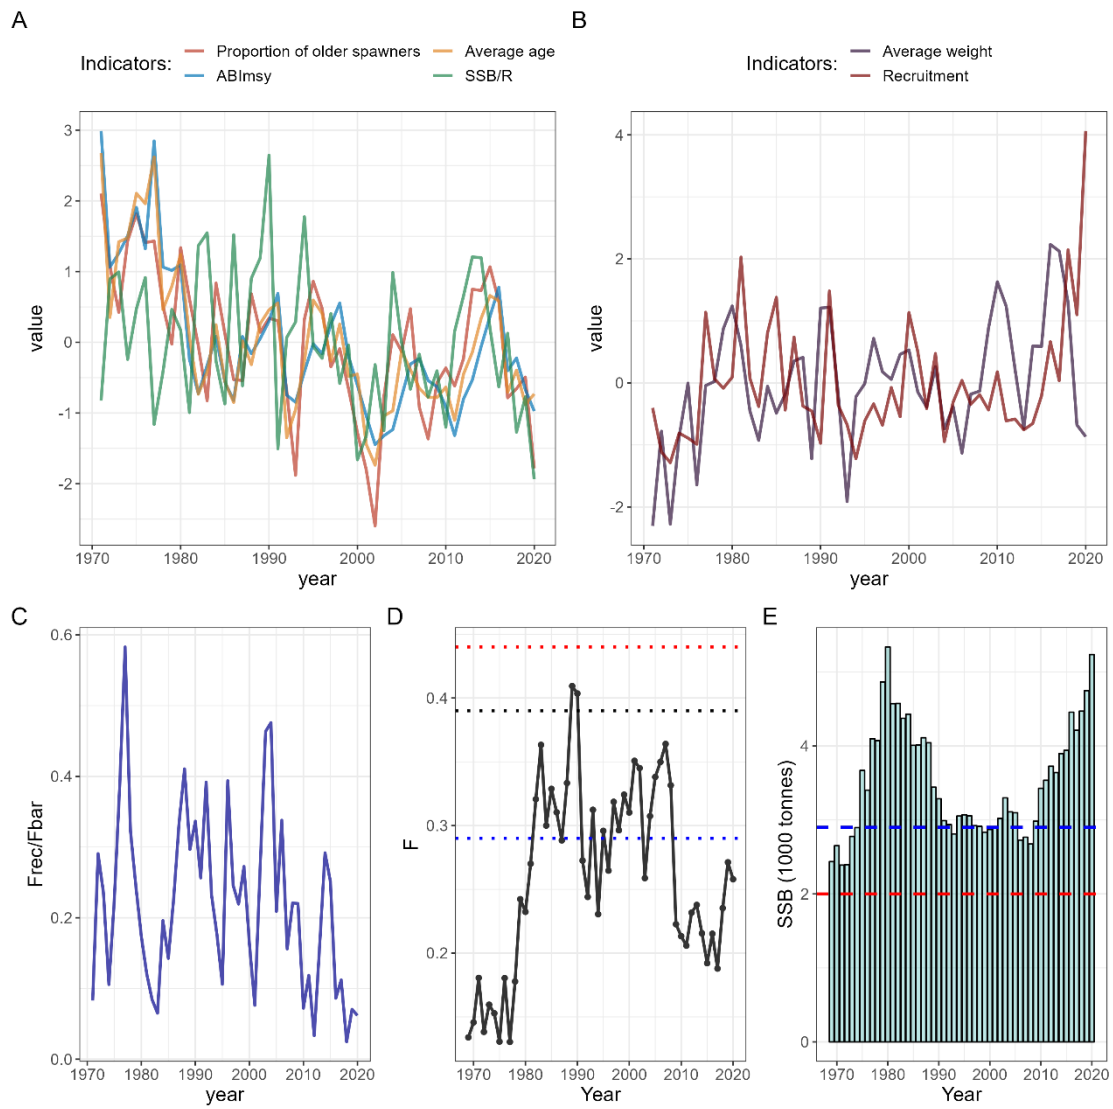 A
Indicators:
Proportion of older spawners
Average age
ABImsy
SSB/R
3
2
1
0
-1
-2
value
1970
1980
1990
2000
2010
2020
year
B
Indicators:
Average weight
Recruitment
4
2
0
-2
value
1970
1980
1990
2000
2010
2020
year
C
0.6
0.4
0.2
0.0
Frec/Fbar
1970
1980
1990
2000
2010
2020
year
D
0.4
0.3
0.2
F
1970
1980
1990
2000
2010
2020
Year
E
4
2
0
SSB (1000 tonnes)
1970
1980
1990
2000
2010
2020
Year